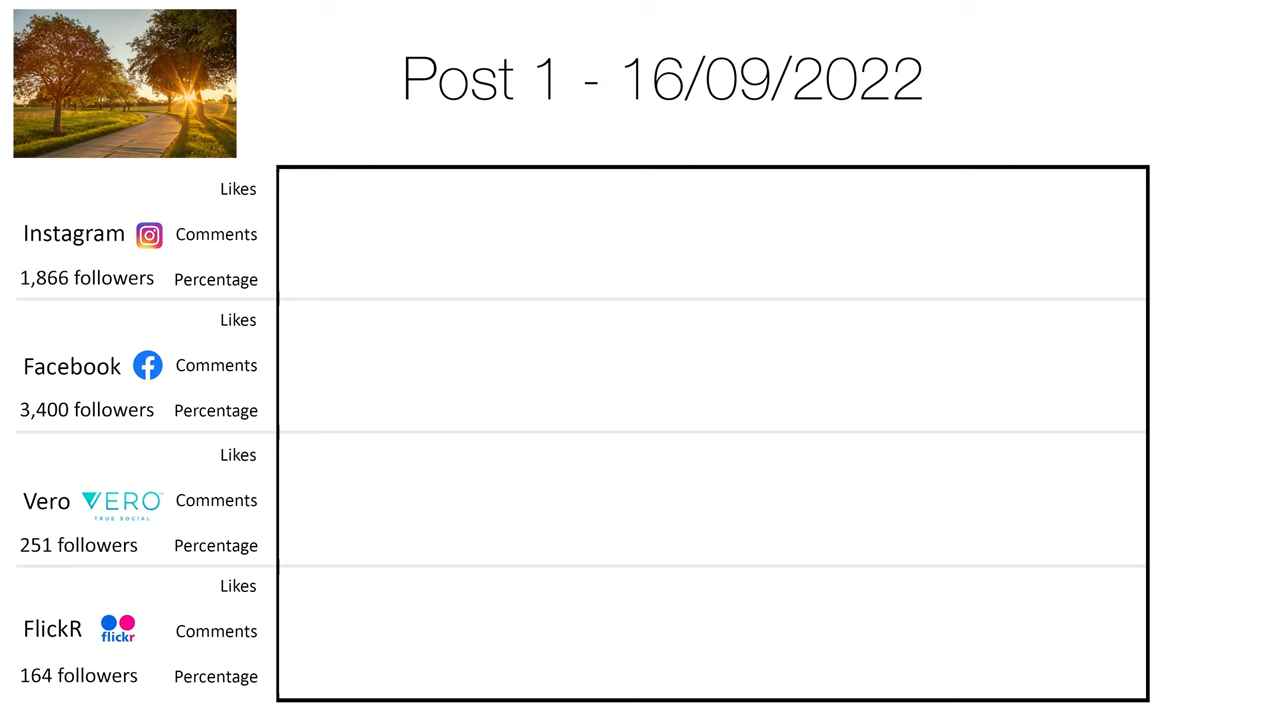 Post 1 - 16/09/2022
Likes
Instagram
Comments
1,866 followers
Percentage
Likes
Facebook
Comments
3,400 followers
Percentage
Likes
Vero
VERO
TRUE SOCIAL
Comments
251 followers
Percentage
Likes
FlickR
flickr
Comments
164 followers
Percentage